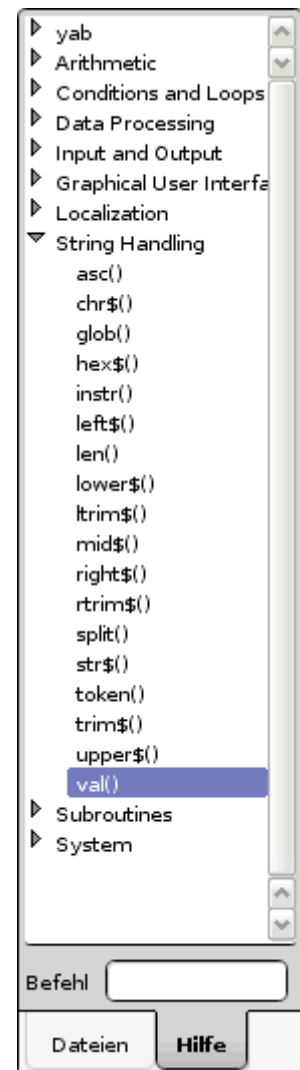 yab
Arithmetic
Conditions and Loops
Data Processing
Input and Output
Graphical User Interfa
Localization
String Handling
asc()
chr$()
glob()
hex$()
instr()
left$()
len()
lower$()
ltrim$()
mid$()
right$()
rtrim$()
split()
str$()
token()
trim$()
upper$()
val()
Subroutines
System
Befehl
Dateien Hilfe